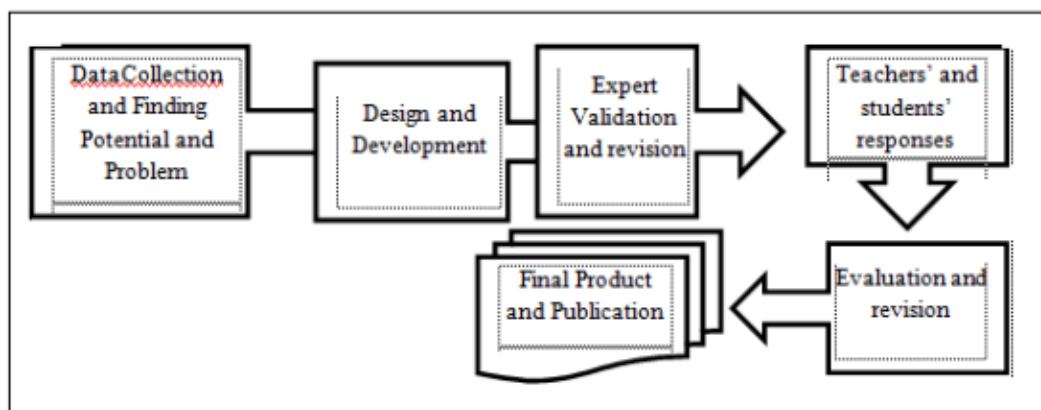 DataCollection
and Finding
Potential and
Problem
Design and
Development
Expert
Validation
and revision
Teachers’ and
students’
responses
Evaluation and
revision
Final Product
and Publication